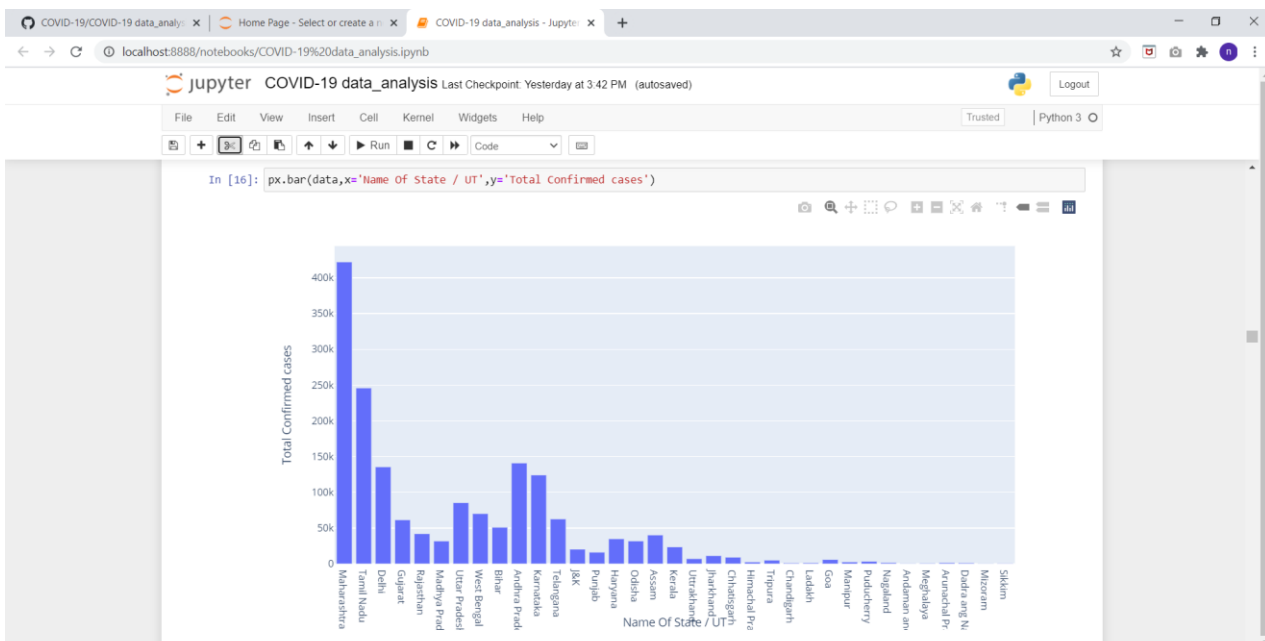 COVID-19/COVID-19 data_analys
Home Page - Select or create a n
COVID-19 data_analysis - Jupyter
localhost:8888/notebooks/COVID-19%20data_analysis.ipynb
n
jupyter COVID-19 data_analysis Last Checkpoint: Yesterday at 3:42 PM (autosaved)
Logout
File Edit View Insert Cell Kernel Widgets Help
Trusted
Python 3
Run
Code
In [16]: px.bar(data,x='Name Of State / UT',y='Total Confirmed cases')
400k
350k
300k
250k
200k
150k
100k
50k
0
Total Confirmed cases
Maharashtra
Tamil Nadu
Delhi
Gujarat
Rajasthan
Madhya Prad
Uttar Pradesh
West Bengal
Bihar
Andhra Prade
Karnataka
Telangana
J&K
Punjab
Haryana
Odisha
Assam
Kerala
Uttrakhand
Jharkhand
Chhatisgarh
Himachal Pra
Tripura
Chandigarh
Ladakh
Goa
Manipur
Puducherry
Nagaland
Andaman an
Meghalaya
Arunachal Pr
Dadra ang Na
Mizoram
Sikkim
Name Of State / UT